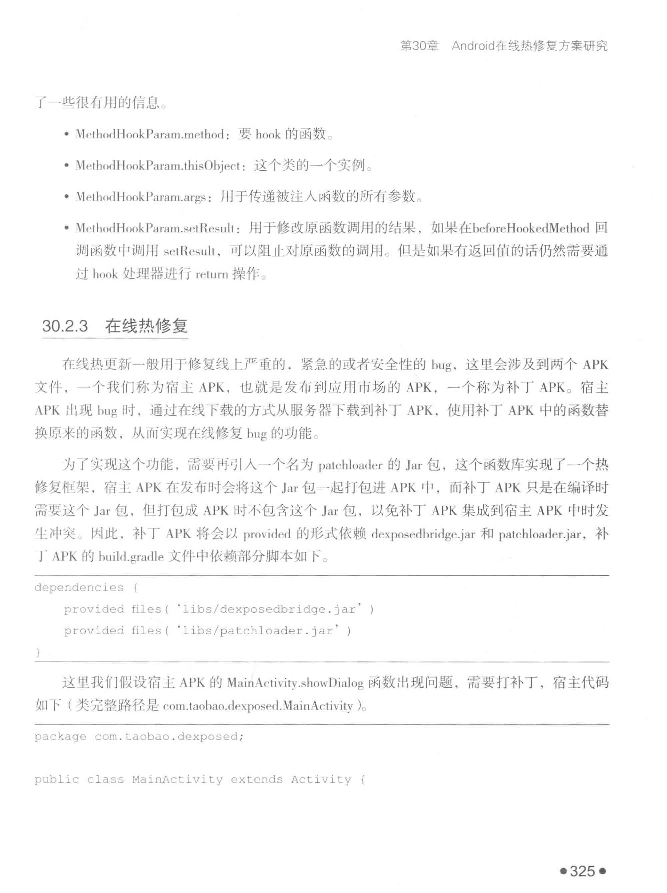 第30章 Android在线热修复方案研究
了一些很有用的信息。
• MethodHookParam.method：要 hook 的函数。
• MethodHookParam.thisObject：这个类的一个实例。
• MethodHookParam.args：用于传递被注入函数的所有参数。
• MethodHookParam.setResult：用于修改原函数调用的结果，如果在beforeHookedMethod 回
调函数中调用 setResult，可以阻止对原函数的调用。但是如果有返回值的话仍然需要通
过 hook 处理器进行 return 操作。
30.2.3 在线热修复
在线热更新一般用于修复线上严重的、紧急的或者安全性的 bug，这里会涉及到两个 APK
文件，一个我们称为宿主 APK，也就是发布到应用市场的 APK，一个称为补丁 APK。宿主
APK 出现 bug 时，通过在线下载的方式从服务器下载到补丁 APK，使用补丁 APK 中的函数替
换原来的函数，从而实现在线修复 bug 的功能。
为了实现这个功能，需要再引入一个名为 patchloader 的 Jar 包，这个函数库实现了一个热
修复框架，宿主 APK 在发布时会将这个 Jar 包一起打包进 APK 中，而补丁 APK 只是在编译时
需要这个 Jar 包，但打包成 APK 时不包含这个 Jar 包，以免补丁 APK 集成到宿主 APK 中时发
生冲突。因此，补丁 APK 将会以 provided 的形式依赖 dexposedbridge.jar 和 patchloader.jar，补
丁 APK 的 build.gradle 文件中依赖部分脚本如下。
dependencies {
provided files( 'libs/dexposedbridge.jar' )
provided files( 'libs/patchloader.jar' )
}
这里我们假设宿主 APK 的 MainActivity.showDialog 函数出现问题，需要打补丁，宿主代码
如下（类完整路径是 com.taobao.dexposed.MainActivity）。
package com.taobao.dexposed;
public class MainActivity extends Activity {
●325●